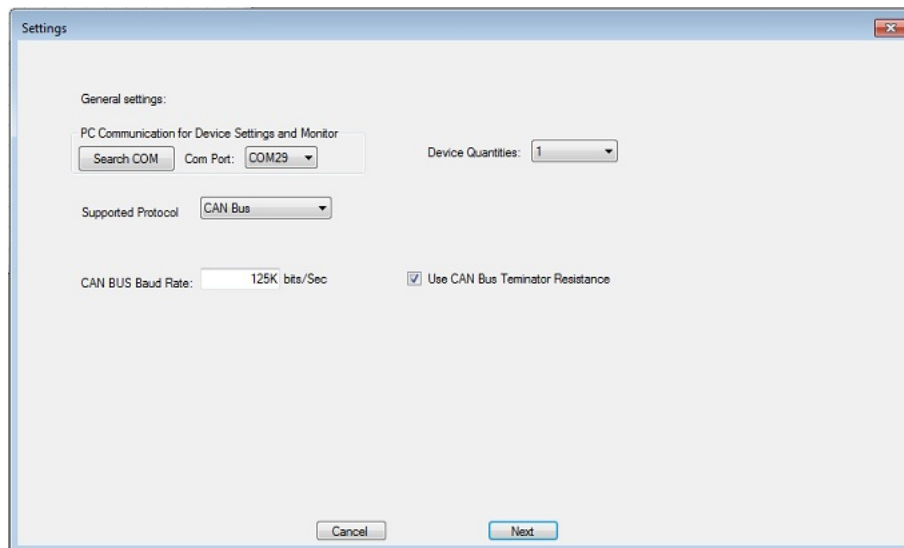 Settings
General settings:
PC Communication for Device Settings and Monitor
Search COM Com Port: COM29
Device Quantities: 1
Supported Protocol CAN Bus
CAN BUS Baud Rate: 125K bits/Sec
Use CAN Bus Teminator Resistance
Cancel Next